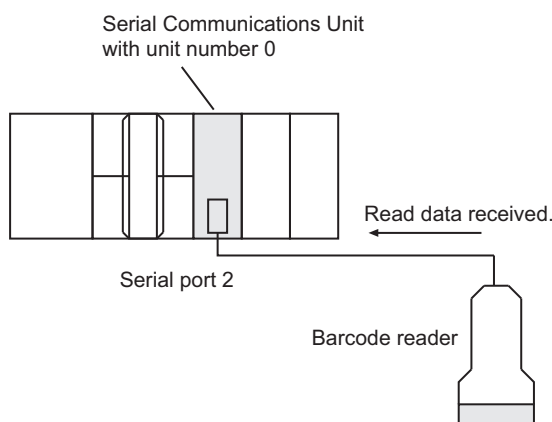 Serial Communications Unit
with unit number 0
Read data received.
Serial port 2
Barcode reader